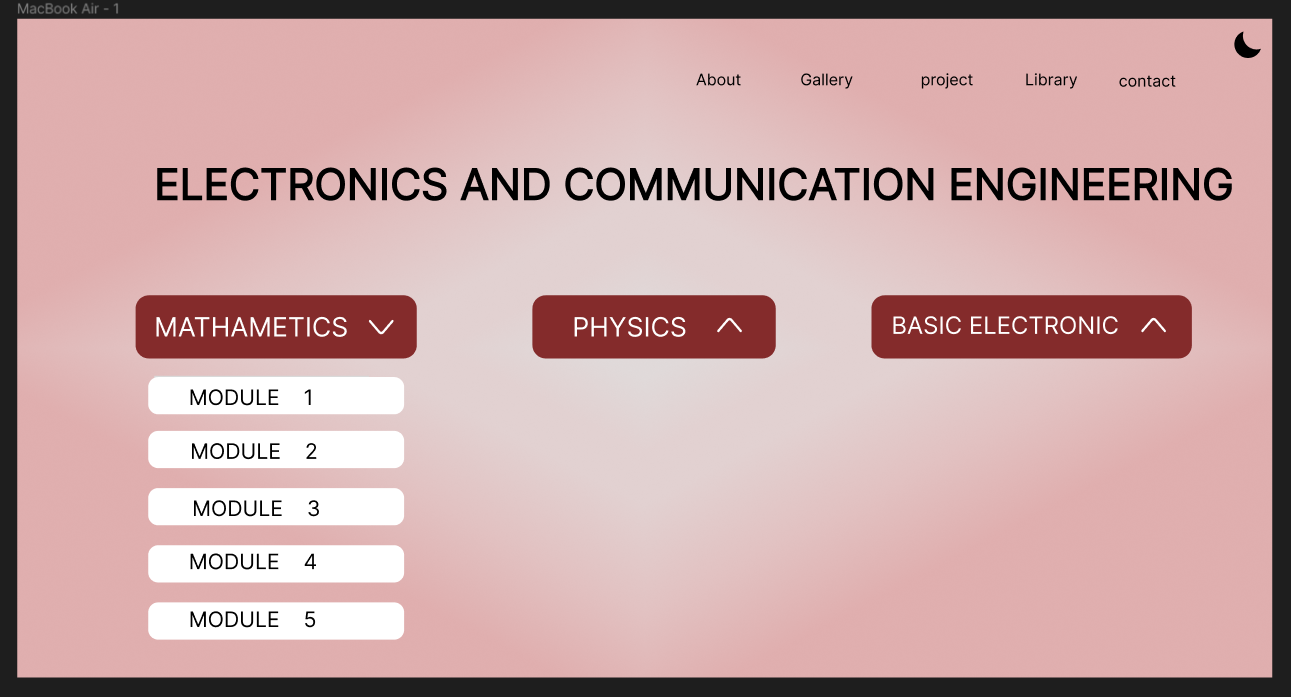 MacBook Air - 1
About Gallery project Library contact
ELECTRONICS AND COMMUNICATION ENGINEERING
MATHAMETICS PHYSICS BASIC ELECTRONIC
MODULE 1
MODULE 2
MODULE 3
MODULE 4
MODULE 5